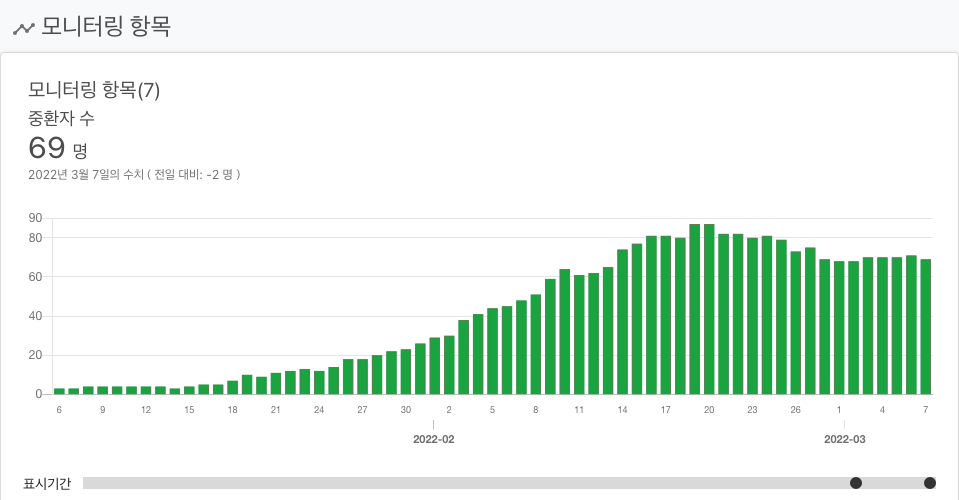 모니터링 항목
모니터링 항목(7)
중환자 수
69 명
2022년 3월 7일의 수치 ( 전일 대비: -2 명 )
90
80
60
40
20
0
6 9 12 15 18 21 24 27 30 2 5 8 11 14 17 20 23 26 1 4 7
2022-02 2022-03
표시기간